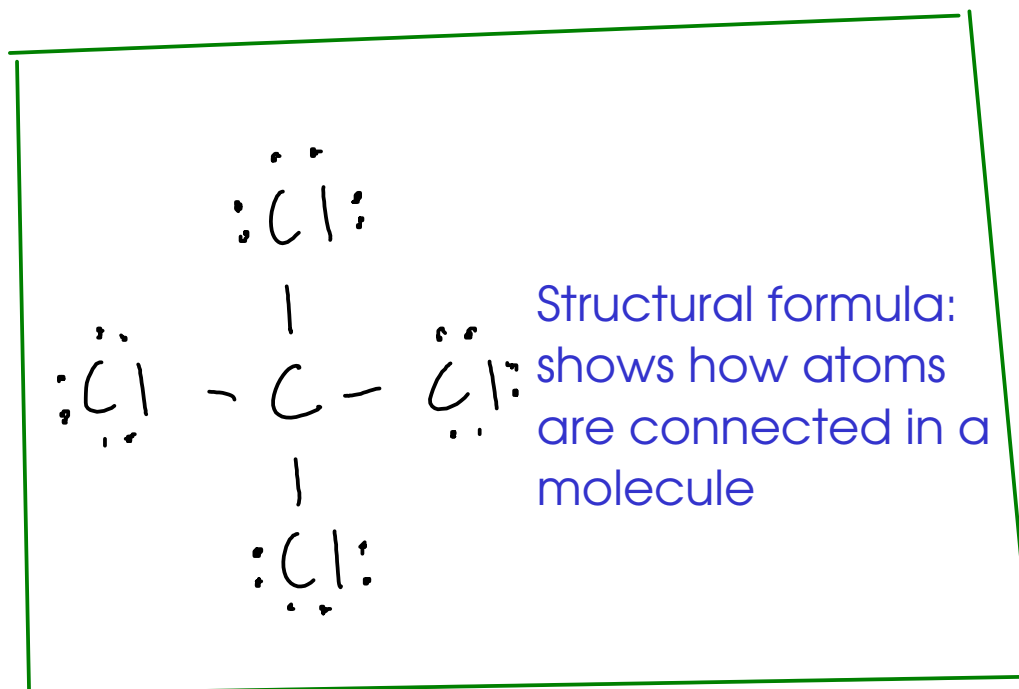 Cl
Cl - C - Cl
Cl
Structural formula:
shows how atoms
are connected in a
molecule